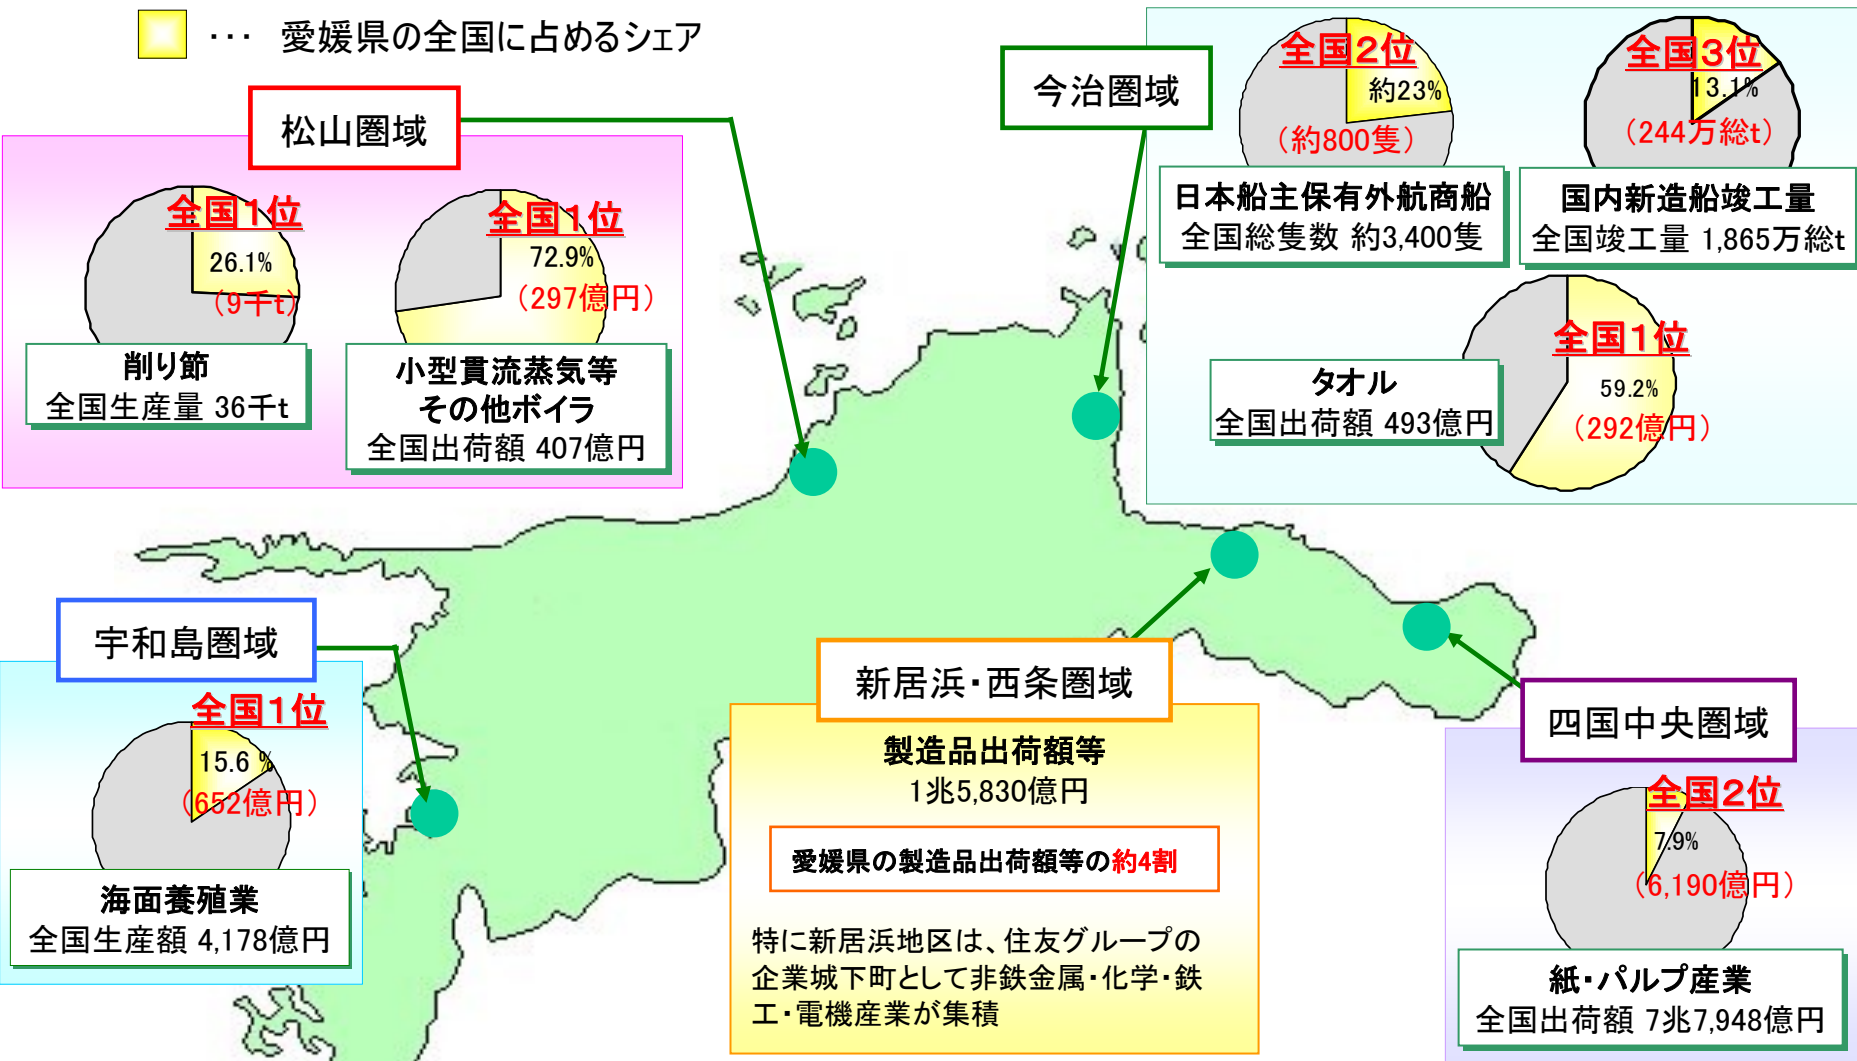 … 愛媛県の全国に占めるシェア
松山圏域
全国1位
26.1%
（9千t）
削り節
全国生産量 36千t
全国1位
72.9%
（297億円）
小型貫流蒸気等
その他ボイラ
全国出荷額 407億円
今治圏域
全国2位
約23%
（約800隻）
日本船主保有外航商船
全国総隻数 約3,400隻
全国3位
13.1%
（244万総t）
国内新造船竣工量
全国竣工量 1,865万総t
全国1位
59.2%
（292億円）
タオル
全国出荷額 493億円
宇和島圏域
全国1位
15.6 %
（652億円）
海面養殖業
全国生産額 4,178億円
新居浜・西条圏域
製造品出荷額等
1兆5,830億円
愛媛県の製造品出荷額等の約4割
特に新居浜地区は、住友グループの
企業城下町として非鉄金属・化学・鉄
工・電機産業が集積
四国中央圏域
全国2位
7.9%
（6,190億円）
紙・パルプ産業
全国出荷額 7兆7,948億円